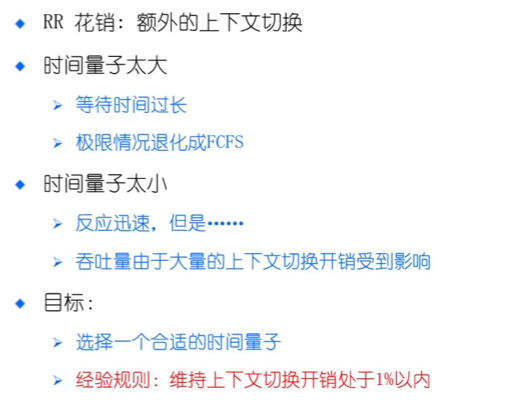 RR 花销: 额外的上下文切换
时间量子太大
等待时间过长
极限情况退化成FCFS
时间量子太小
反应迅速，但是……
吞吐量由于大量的上下文切换开销受到影响
目标:
选择一个合适的时间量子
经验规则: 维持上下文切换开销处于1%以内